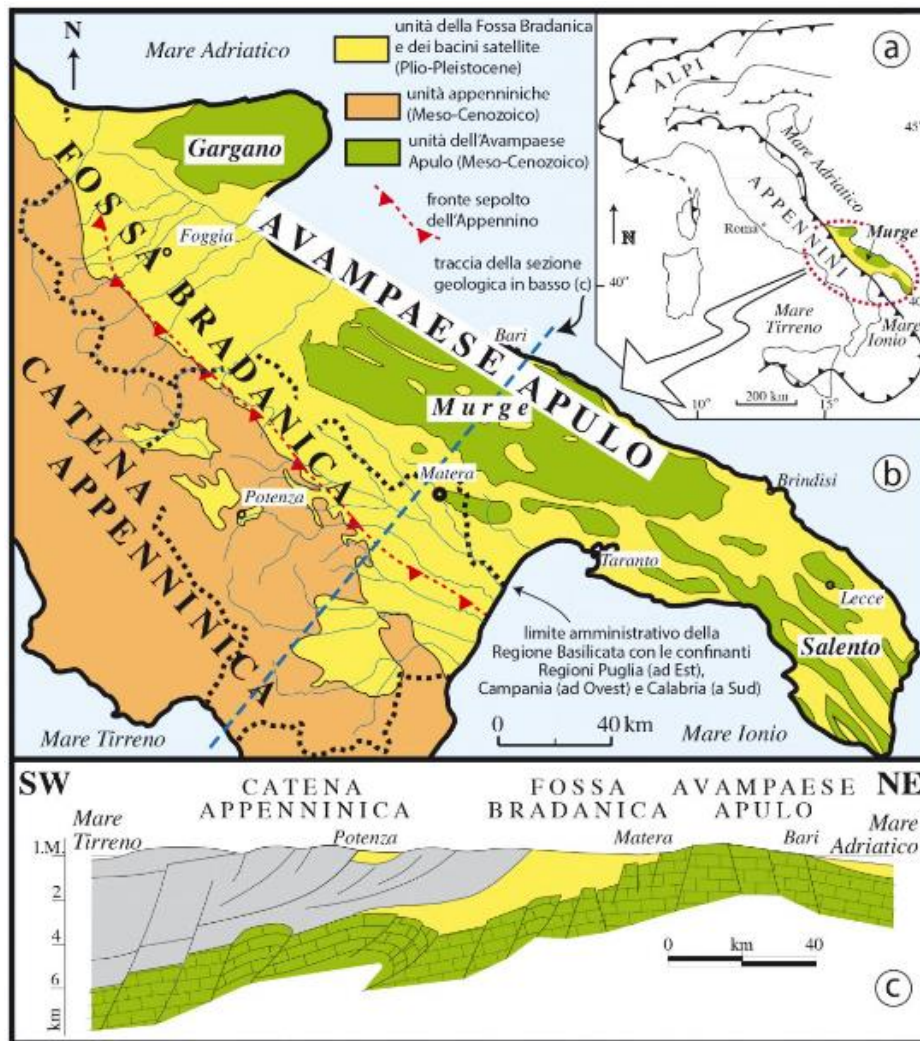 N
Mare Adriatico
unità della Fossa Bradanica
e dei bacini satellite
(Plio-Pleistocene)
unità appenniniche
(Meso-Cenozoico)
unità dell'Avampaese
Apulo (Meso-Cenozoico)
fronte sepolto
dell'Appennino
traccia della sezione
geologica in basso (c)
Gargano
Foggia
FOSSA BRADANICA
AVAMPAESE APULO
CATENA
APPENNINICA
Bari
Murge
Matera
Potenza
Brindisi
Taranto
Lecce
Salento
limite amministrativo della
Regione Basilicata con le confinanti
Regioni Puglia (ad Est),
Campania (ad Ovest) e Calabria (a Sud)
0 40 km
Mare Tirreno
Mare Ionio
b
a
ALPI
45°
Mare Adriatico
APPENNINI
Roma
Murge
N
40°
40
Mare
Tirreno
Mare
Ionio
10°
200 km
15°
SW
CATENA
APPENNINICA
FOSSA
BRADANICA
AVAMPAESE
APULO
NE
Mare
Tirreno
Potenza
Matera
Bari
Mare
Adriatico
l.M.
2
4
6
km
0 km 40
c